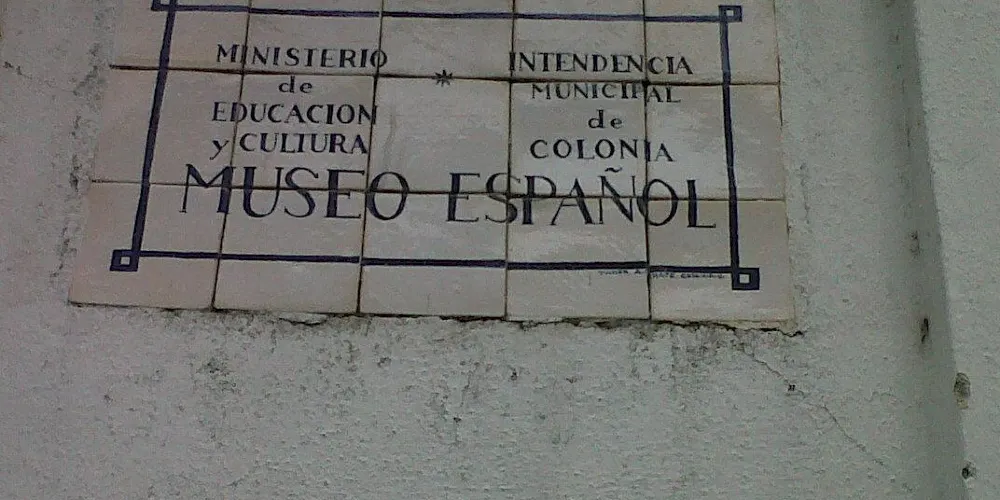 MINISTERIO
de
EDUCACION
y CULTURA
*
INTENDENCIA
MUNICIPAL
de
COLONIA
MUSEO ESPAÑOL